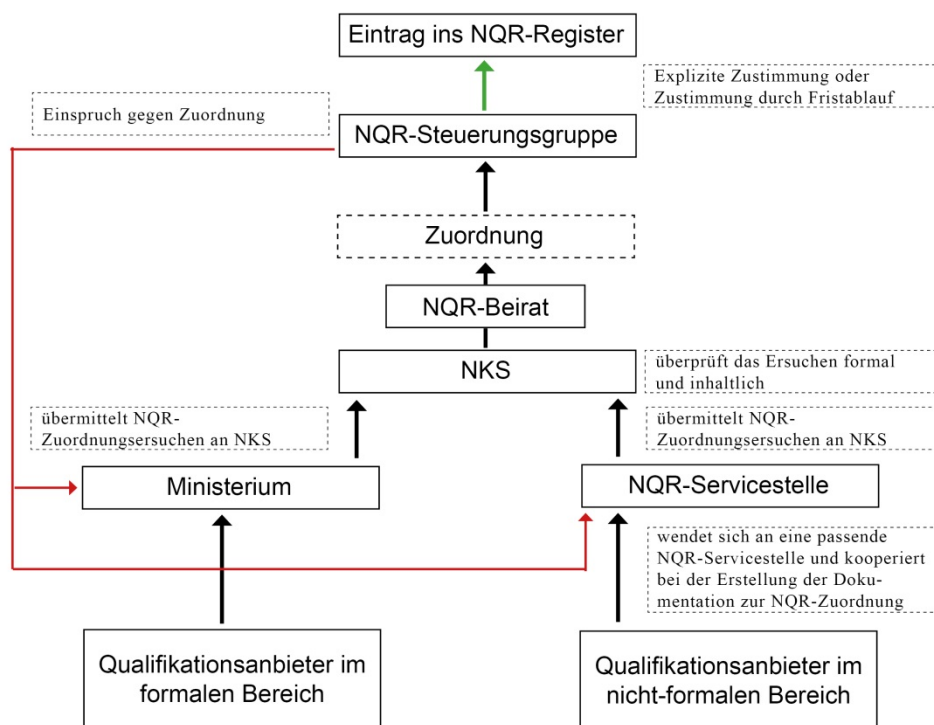 Eintrag ins NQR-Register
Explizite Zustimmung oder
Zustimmung durch Fristablauf
Einspruch gegen Zuordnung
NQR-Steuerungsgruppe
Zuordnung
NQR-Beirat
NKS
überprüft das Ersuchen formal
und inhaltlich
übermittelt NQR-
Zuordnungsersuchen an NKS
übermittelt NQR-
Zuordnungsersuchen an NKS
Ministerium
NQR-Servicestelle
wendet sich an eine passende
NQR-Servicestelle und kooperiert
bei der Erstellung der Doku-
mentation zur NQR-Zuordnung
Qualifikationsanbieter im
formalen Bereich
Qualifikationsanbieter im
nicht-formalen Bereich